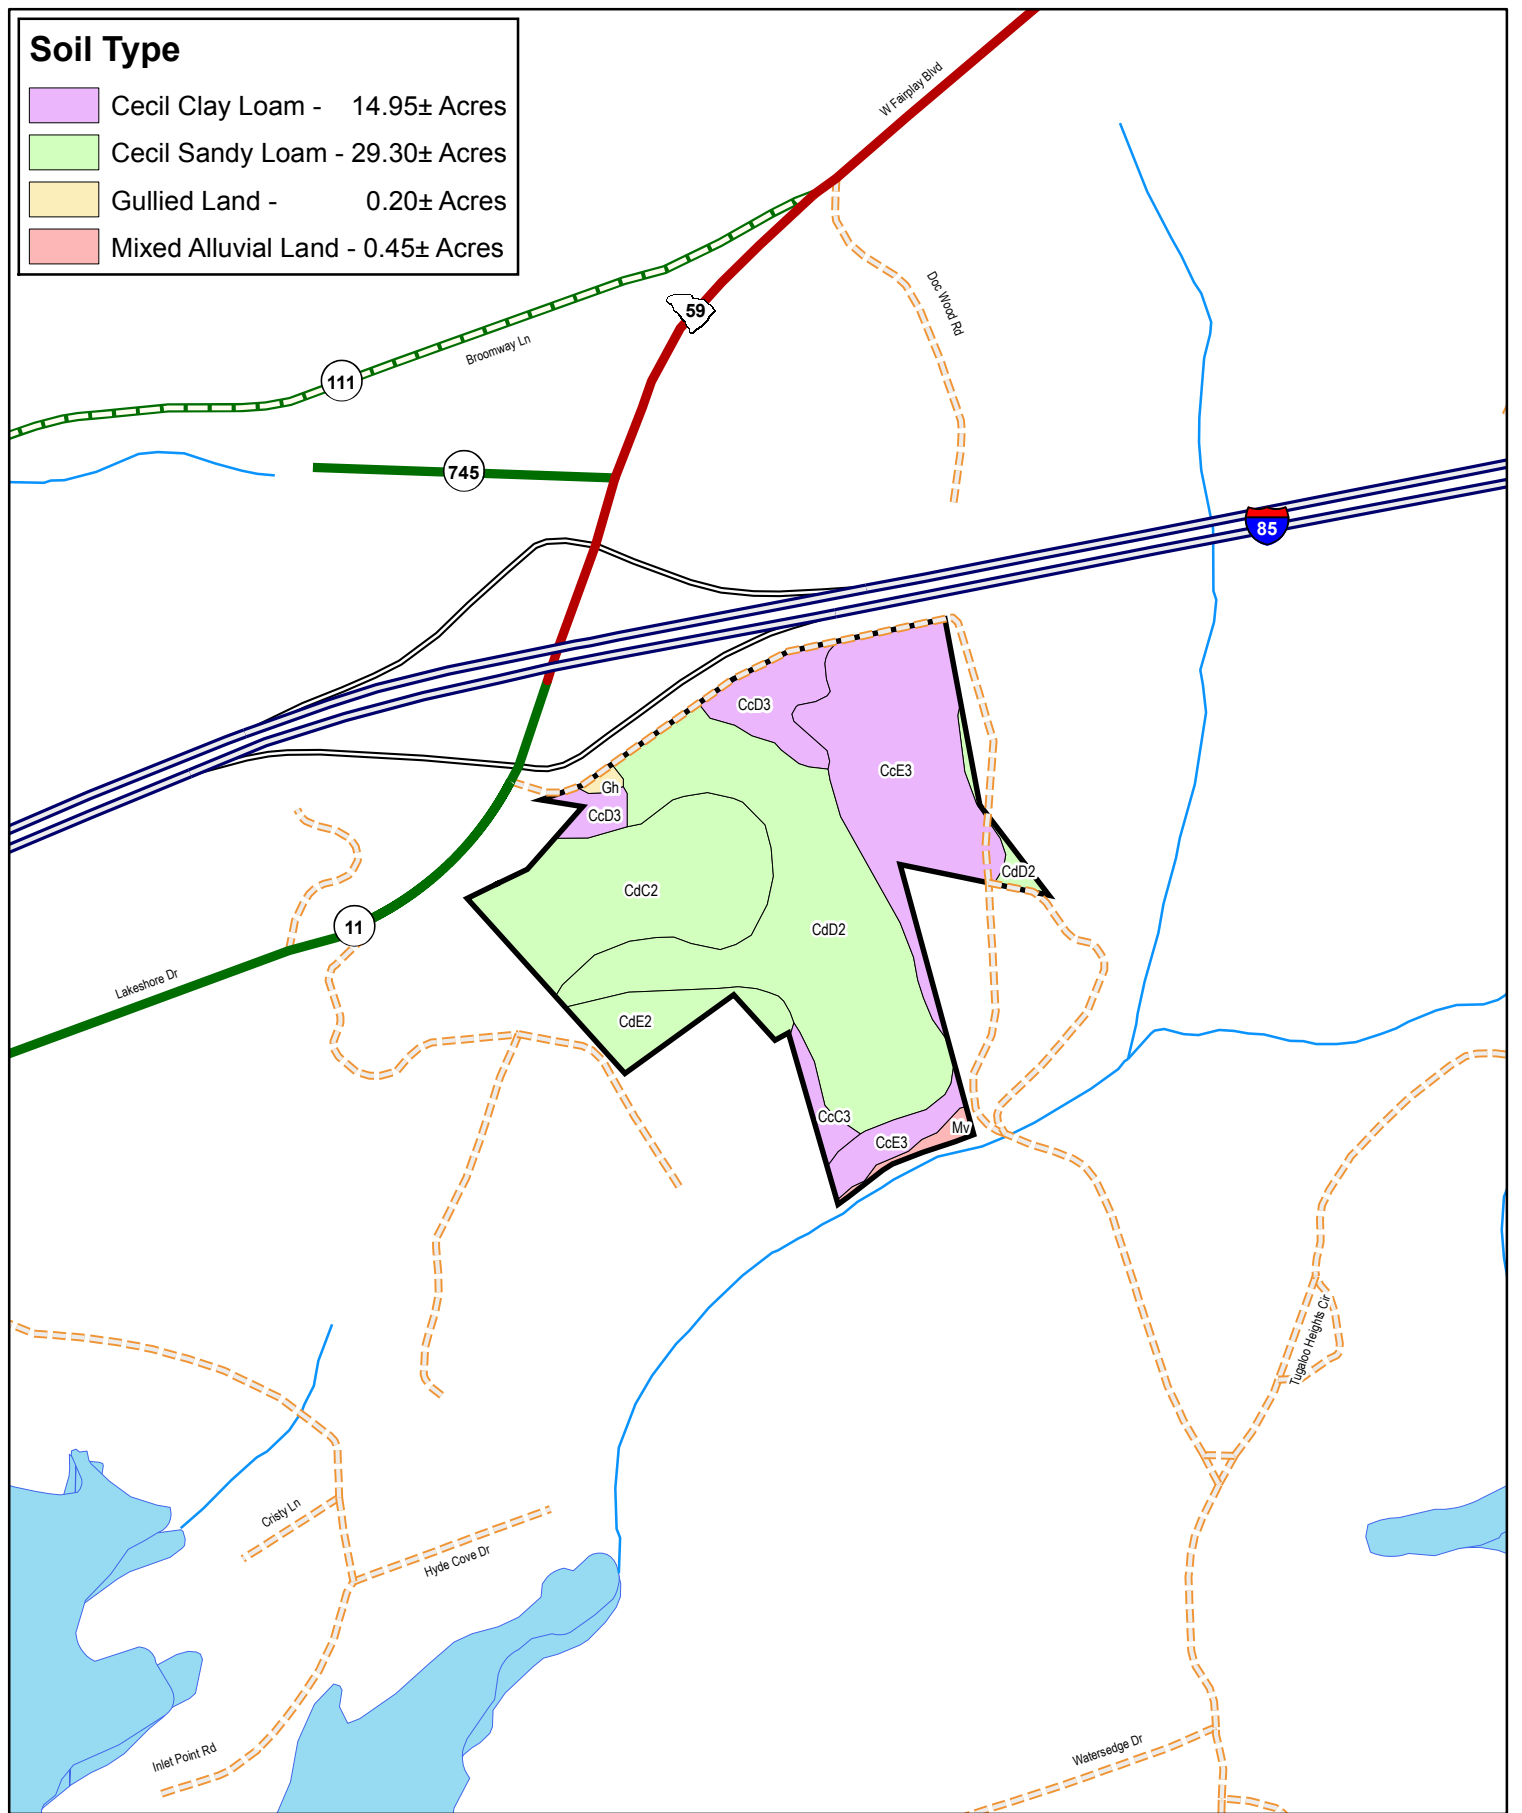 Soil Type
Cecil Clay Loam - 14.95± Acres
Cecil Sandy Loam - 29.30± Acres
Gullied Land - 0.20± Acres
Mixed Alluvial Land - 0.45± Acres
W Fairplay Blvd
Doc Wood Rd
59
Broomway Ln
111
745
85
CcD3
CcE3
Gh
CcD3
CdD2
CdC2
11
CdD2
Lakeshore Dr
CdE2
CcC3
Mv
CcE3
Tugaloo Heights Cir
Cristy Ln
Hyde Cove Dr
Inlet Point Rd
Watersedge Dr